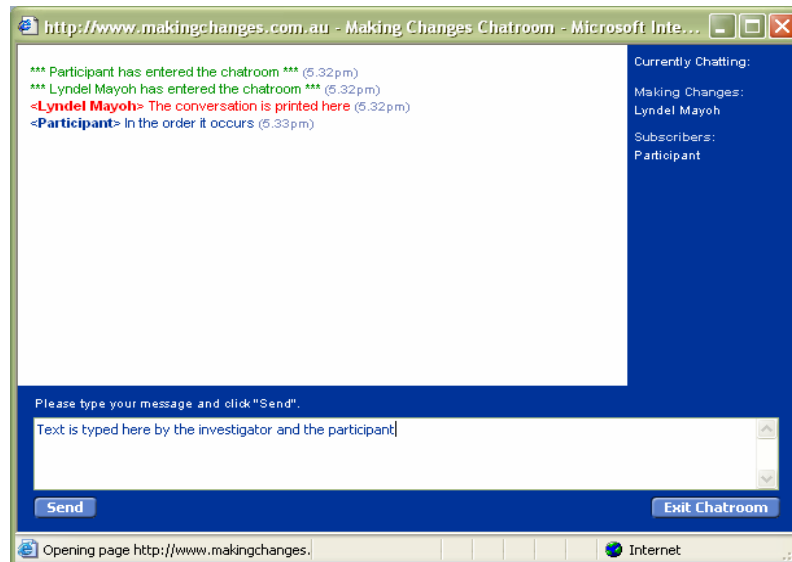 http://www.makingchanges.com.au - Making Changes Chatroom - Microsoft Inte...
*** Participant has entered the chatroom *** (5.32pm)
*** Lyndel Mayoh has entered the chatroom *** (5.32pm)
<Lyndel Mayoh> The conversation is printed here (5.32pm)
<Participant> In the order it occurs (5.33pm)
Currently Chatting:
Making Changes:
Lyndel Mayoh
Subscribers:
Participant
Please type your message and click "Send".
Text is typed here by the investigator and the participant
Send
Exit Chatroom
Opening page http://www.makingchanges.
Internet